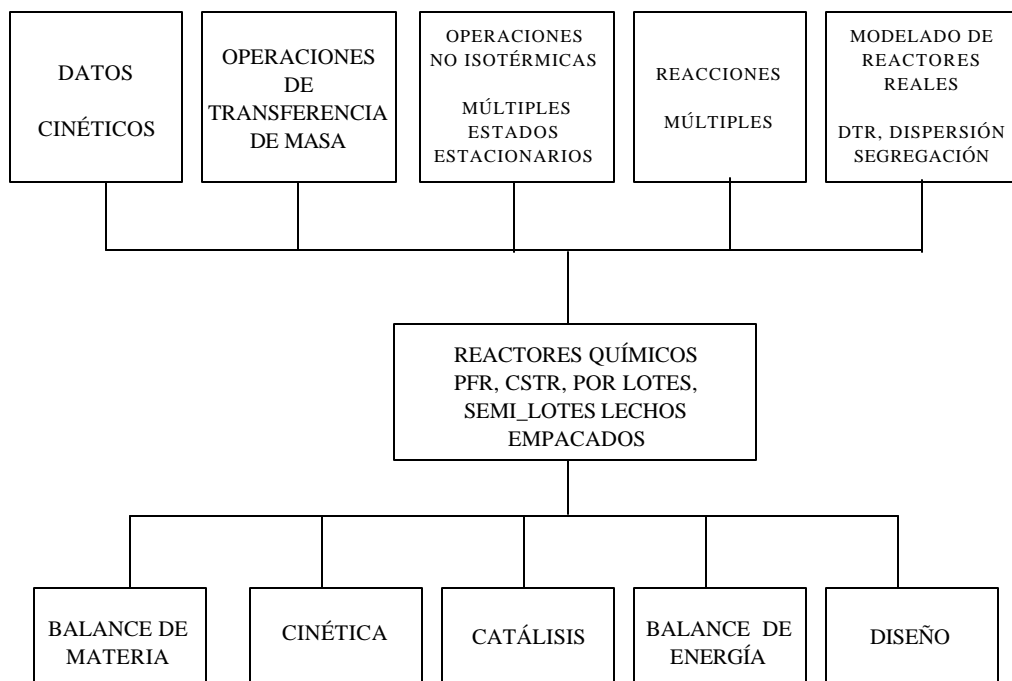 DATOS
CINÉTICOS
OPERACIONES
DE
TRANSFERENCIA
DE MASA
OPERACIONES
NO ISOTÉRMICAS
MÚLTIPLES
ESTADOS
ESTACIONARIOS
REACCIONES
MÚLTIPLES
MODELADO DE
REACTORES
REALES
DTR, DISPERSIÓN
SEGREGACIÓN
REACTORES QUÍMICOS
PFR, CSTR, POR LOTES,
SEMI_LOTES LECHOS
EMPACADOS
BALANCE DE
MATERIA
CINÉTICA
CATÁLISIS
BALANCE DE
ENERGÍA
DISEÑO